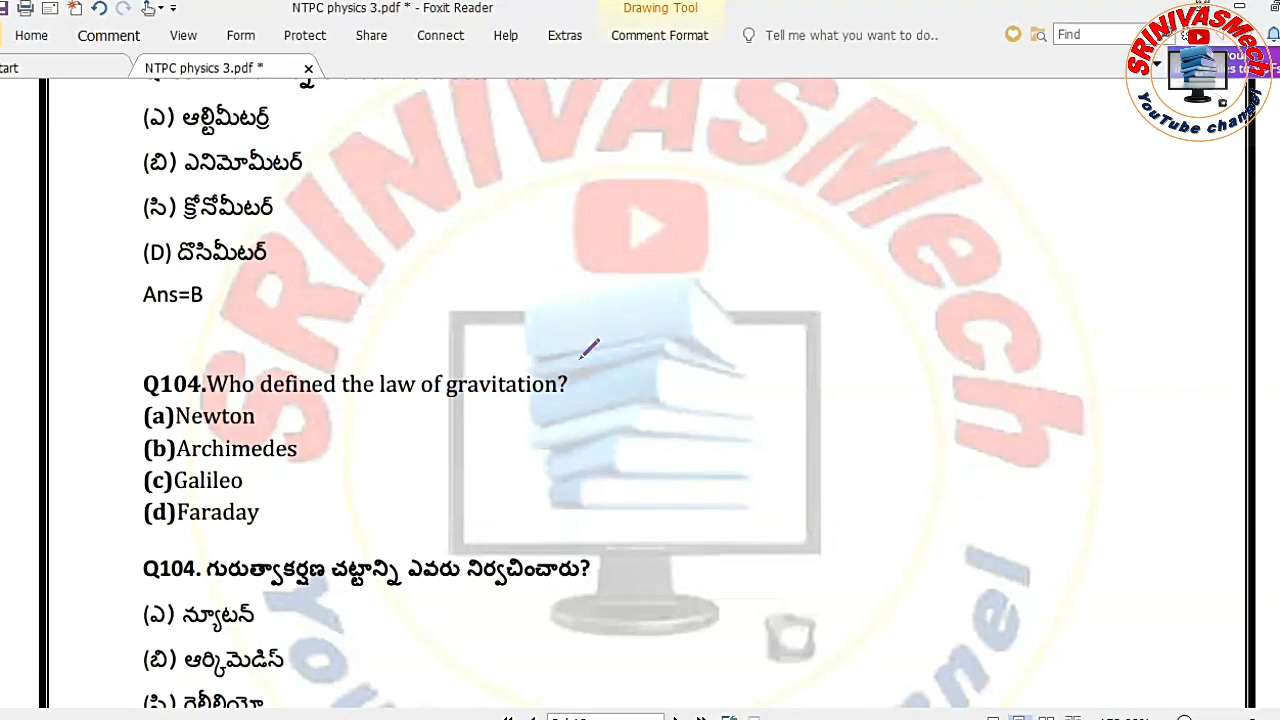 NTPC physics 3.pdf * - Foxit Reader
Drawing Tool
Home Comment View Form Protect Share Connect Help Extras Comment Format Tell me what you want to do.. Find
tart NTPC physics 3.pdf *
(ఎ) ఆల్టిమీటర్ర్
(బి) ఎనిమోమీటర్
(సి) క్రోనోమీటర్
(D) దొసిమీటర్
Ans=B
Q104.Who defined the law of gravitation?
(a)Newton
(b)Archimedes
(c)Galileo
(d)Faraday
Q104. గురుత్వాకర్షణ చట్టాన్ని ఎవరు నిర్వచించారు?
(ఎ) న్యూటన్
(బి) ఆర్కిమెడిస్
SRINIVASMech
YouTube channel
SRINIVASMech